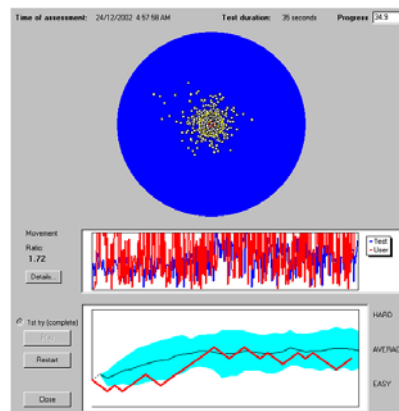 Time of assessment: 24/12/2002 4:57:58 AM Test duration: 35 seconds Progress 34.9
Movement
Ratio:
1.72
Details...
Test
User
1st try (complete)
Restart
Close
HARD
AVERAG
EASY